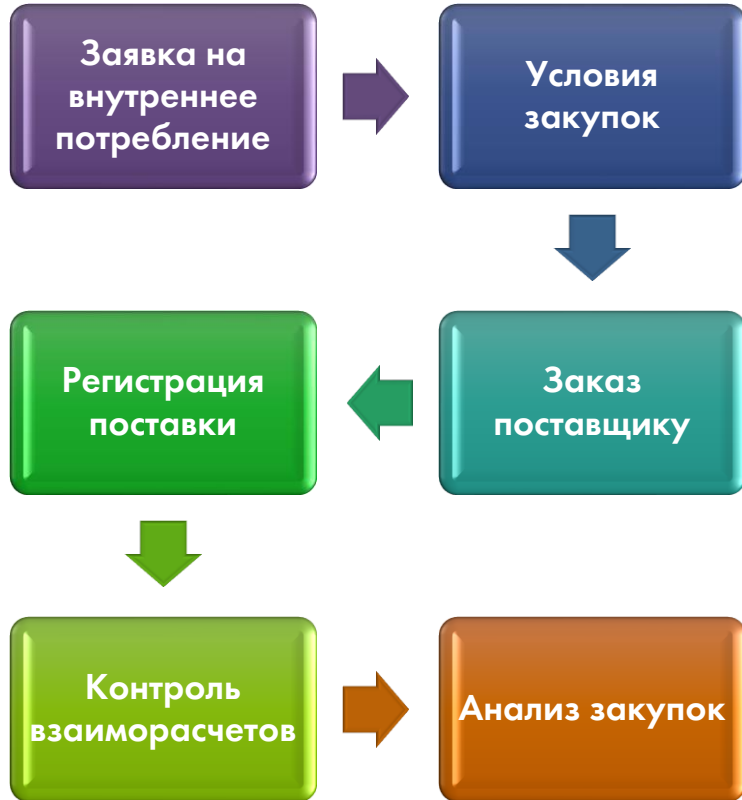 Заявка на
внутреннее
потребление
Условия
закупок
Заказ
поставщику
Регистрация
поставки
Контроль
взаиморасчетов
Анализ закупок